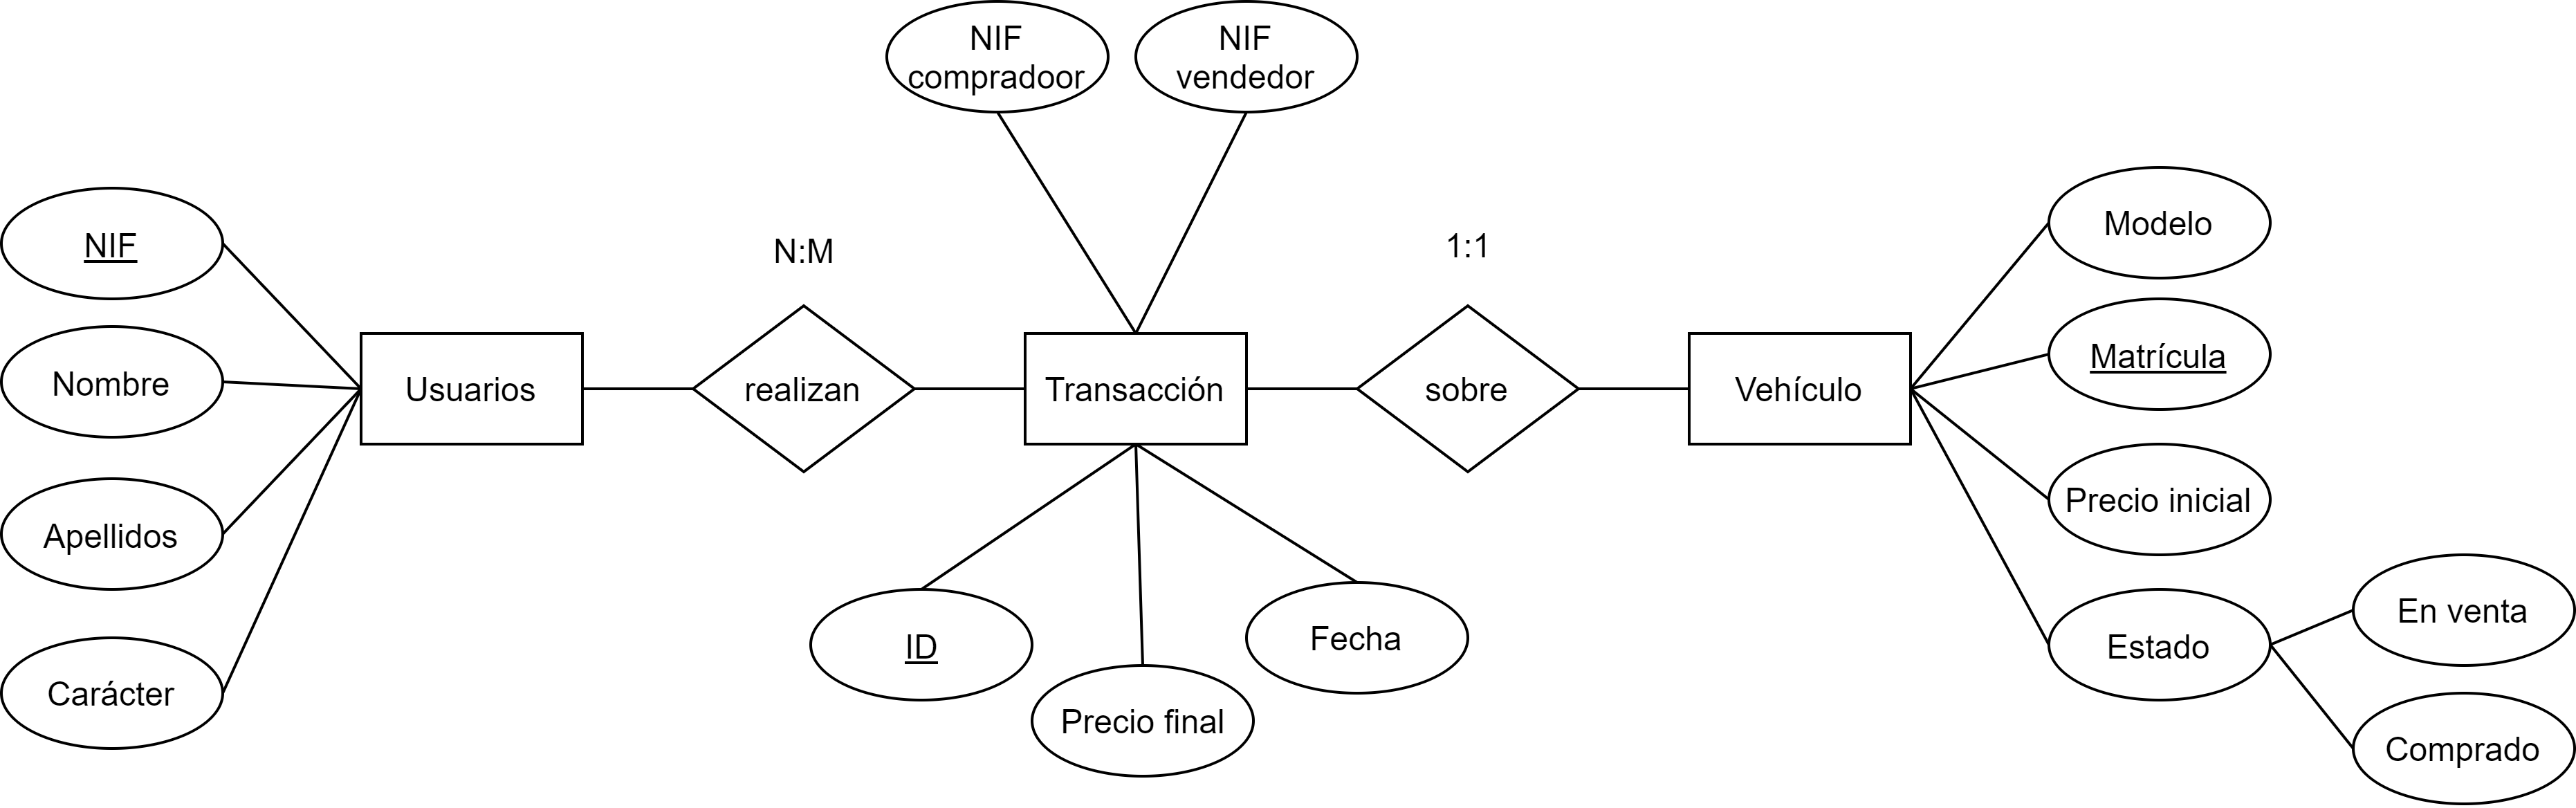 NIF
compradoor
NIF
vendedor
NIF
Nombre
Apellidos
Carácter
Usuarios
N:M
realizan
Transacción
ID
Precio final
Fecha
1:1
sobre
Vehículo
Modelo
Matrícula
Precio inicial
Estado
En venta
Comprado